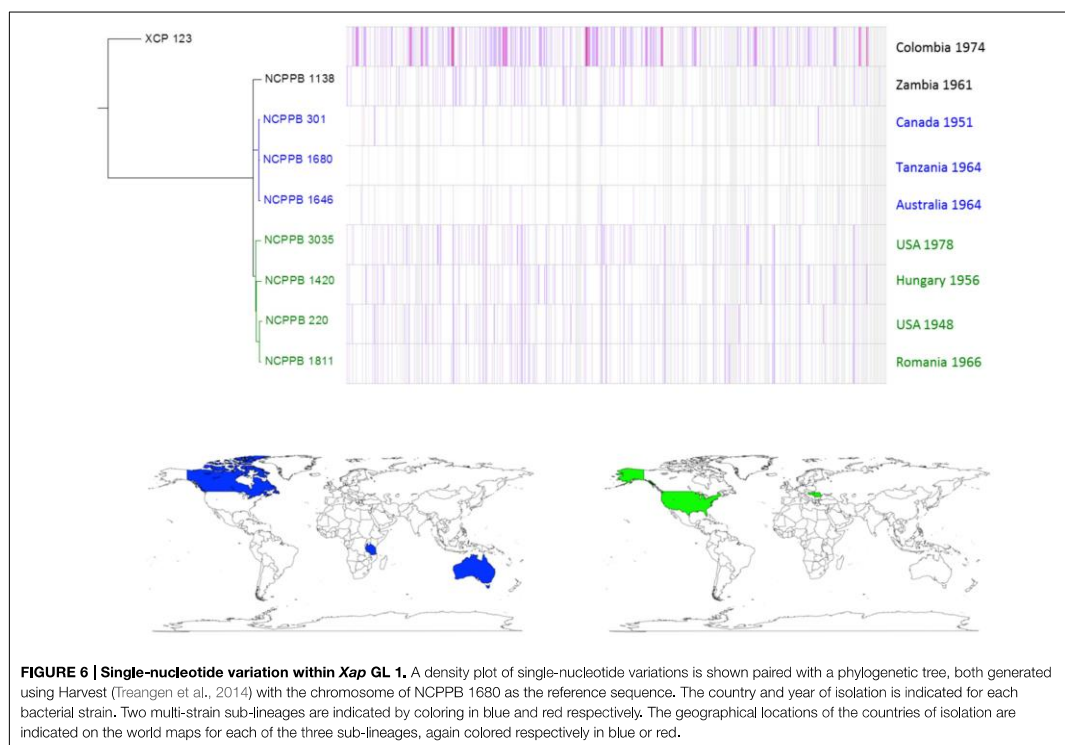 XCP 123
Colombia 1974
NCPPB 1138
Zambia 1961
NCPPB 301
Canada 1951
NCPPB 1680
Tanzania 1964
NCPPB 1646
Australia 1964
NCPPB 3035
USA 1978
NCPPB 1420
Hungary 1956
NCPPB 220
USA 1948
NCPPB 1811
Romania 1966
FIGURE 6 | Single-nucleotide variation within Xap GL 1. A density plot of single-nucleotide variations is shown paired with a phylogenetic tree, both generated
using Harvest (Treangen et al., 2014) with the chromosome of NCPPB 1680 as the reference sequence. The country and year of isolation is indicated for each
bacterial strain. Two multi-strain sub-lineages are indicated by coloring in blue and red respectively. The geographical locations of the countries of isolation are
indicated on the world maps for each of the three sub-lineages, again colored respectively in blue or red.